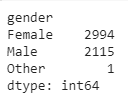 gender
Female    2994
Male      2115
Other        1
dtype: int64